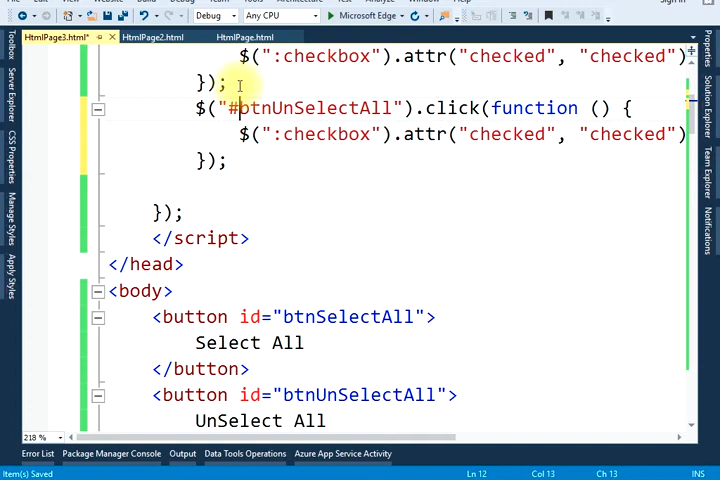 Debug Any CPU Microsoft Edge
HtmlPage3.html* HtmlPage2.html HtmlPage.html
$(":checkbox").attr("checked", "checked")
});
$("#btnUnSelectAll").click(function () {
$(":checkbox").attr("checked", "checked")
});
});
</script>
</head>
<body>
<button id="btnSelectAll">
Select All
</button>
<button id="btnUnSelectAll">
UnSelect All
218 %
Error List Package Manager Console Output Data Tools Operations Azure App Service Activity
Item(s) Saved Ln 12 Col 13 Ch 13 INS
Toolbox
Server Explorer
CSS Properties
Manage Styles
Apply Styles
Properties
Solution Explorer
Team Explorer
Notifications